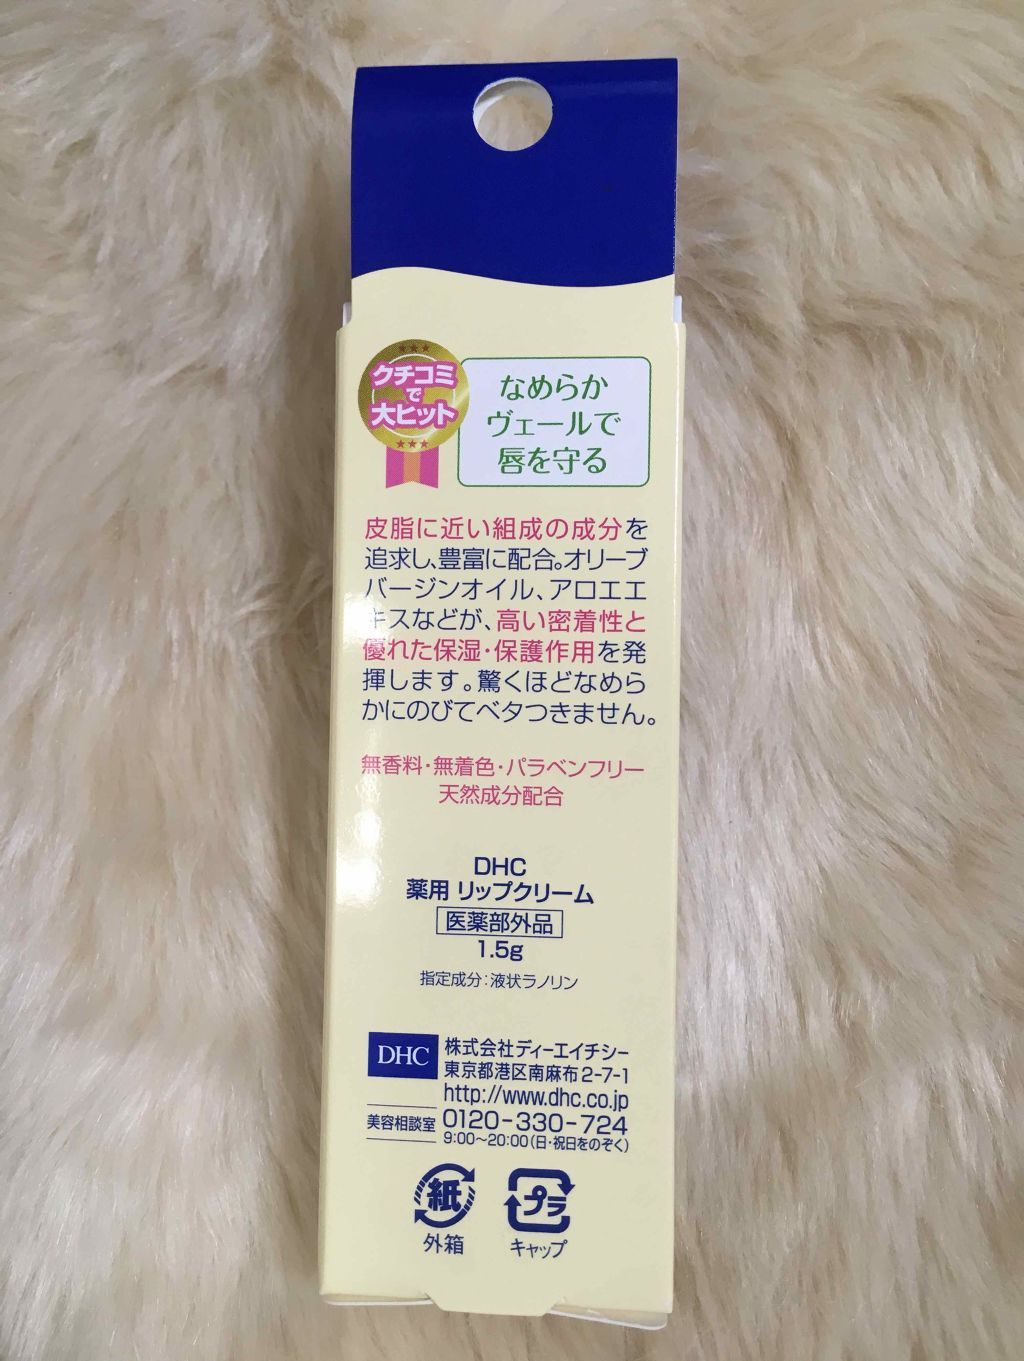 クチコミ
で
大ヒット
なめらか
ヴェールで
唇を守る
皮脂に近い組成の成分を
追求し、豊富に配合。オリーブ
バージンオイル、アロエエ
キスなどが、高い密着性と
優れた保湿・保護作用を発
揮します。驚くほどなめら
かにのびてベタつきません。
無香料・無着色・パラベンフリー
天然成分配合
DHC
薬用 リップクリーム
医薬部外品
1.5g
指定成分:液状ラノリン
DHC
株式会社ディーエイチシー
東京都港区南麻布2-7-1
http://www.dhc.co.jp
美容相談室 0120-330-724
9:00〜20:00(日・祝日をのぞく)
紙
外箱
プラ
キャップ